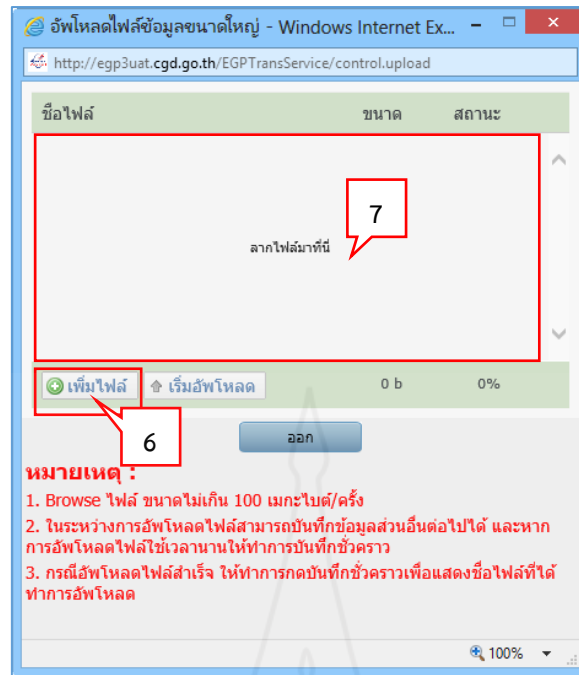 อัพโหลดไฟล์ข้อมูลขนาดใหญ่ - Windows Internet Ex...
http://egp3uat.cgd.go.th/EGPTransService/control.upload
ชื่อไฟล์ ขนาด สถานะ
7
ลากไฟล์มาที่นี่
เพิ่มไฟล์ เริ่มอัพโหลด 0 b 0%
6
ออก
หมายเหตุ :
1. Browse ไฟล์ ขนาดไม่เกิน 100 เมกะไบต์/ครั้ง
2. ในระหว่างการอัพโหลดไฟล์สามารถบันทึกข้อมูลส่วนอื่นต่อไปได้ และหาก
การอัพโหลดไฟล์ใช้เวลานานให้ทำการบันทึกชั่วคราว
3. กรณีอัพโหลดไฟล์สำเร็จ ให้ทำการกดบันทึกชั่วคราวเพื่อแสดงชื่อไฟล์ที่ได้
ทำการอัพโหลด
100%